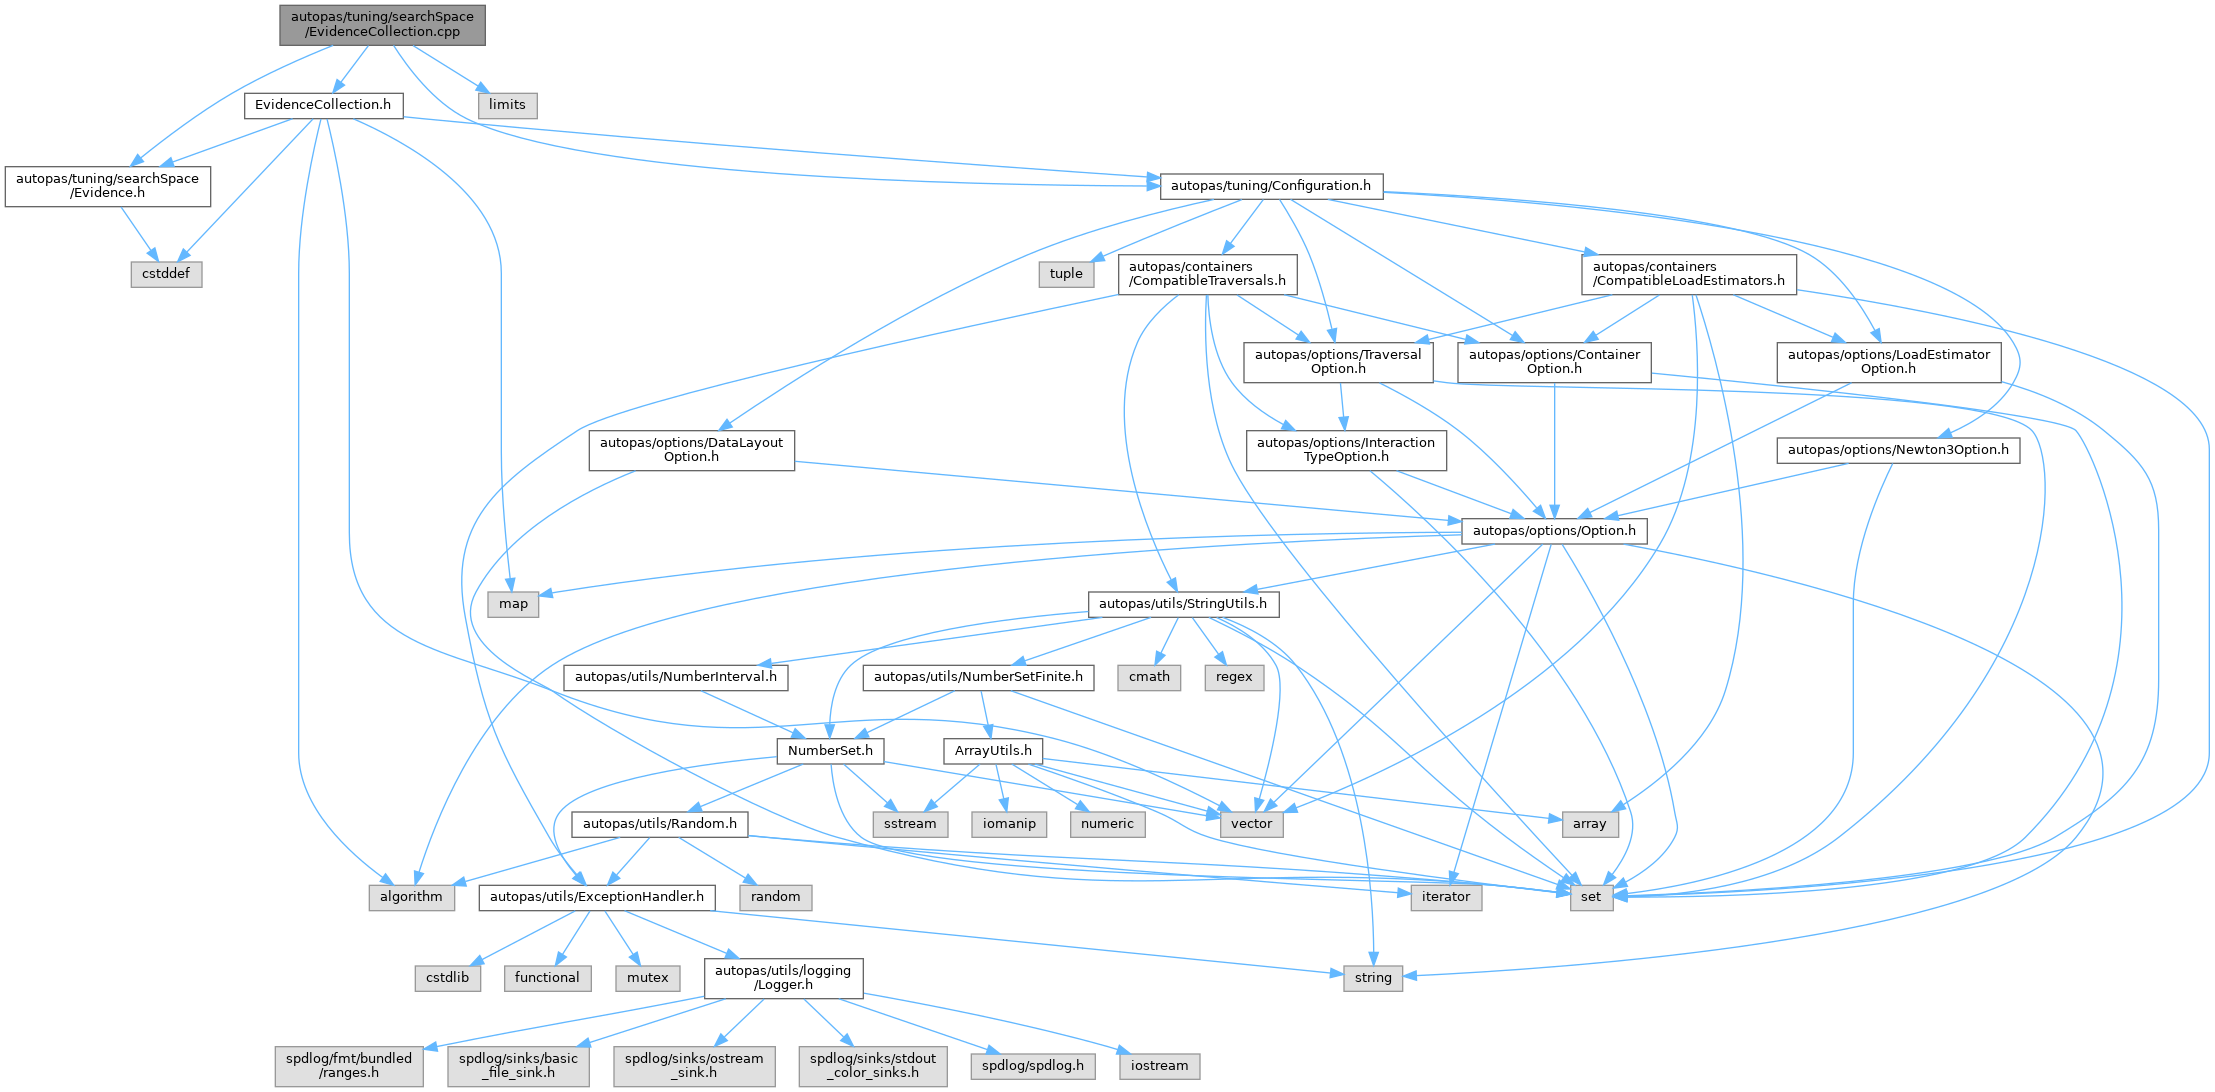 autopas/tuning/searchSpace
/EvidenceCollection.cpp
EvidenceCollection.h
limits
autopas/tuning/searchSpace
/Evidence.h
autopas/tuning/Configuration.h
cstddef
tuple
autopas/containers
/CompatibleTraversals.h
autopas/containers
/CompatibleLoadEstimators.h
autopas/options/Traversal
Option.h
autopas/options/Container
Option.h
autopas/options/LoadEstimator
Option.h
autopas/options/DataLayout
Option.h
autopas/options/Interaction
TypeOption.h
autopas/options/Newton3Option.h
autopas/options/Option.h
map
autopas/utils/StringUtils.h
autopas/utils/NumberInterval.h
autopas/utils/NumberSetFinite.h
cmath
regex
NumberSet.h
ArrayUtils.h
autopas/utils/Random.h
sstream
iomanip
numeric
vector
array
algorithm
autopas/utils/ExceptionHandler.h
random
iterator
set
cstdlib
functional
mutex
autopas/utils/logging
/Logger.h
string
spdlog/fmt/bundled
/ranges.h
spdlog/sinks/basic
_file_sink.h
spdlog/sinks/ostream
_sink.h
spdlog/sinks/stdout
_color_sinks.h
spdlog/spdlog.h
iostream